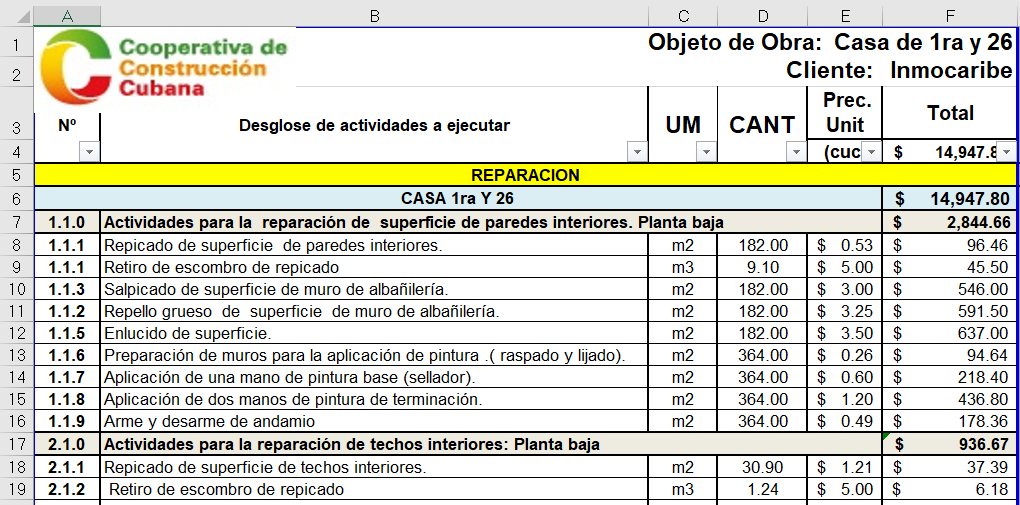 A B C D E F
1 Cooperativa de Construcción Cubana Objeto de Obra: Casa de 1ra y 26
2 Cliente: Inmocaribe
3 Nº Desglose de actividades a ejecutar UM CANT Prec. Unit Total
4 (cuc $ 14,947.8
5 REPARACION
6 CASA 1ra Y 26 $ 14,947.80
7 1.1.0 Actividades para la reparación de superficie de paredes interiores. Planta baja $ 2,844.66
8 1.1.1 Repicado de superficie de paredes interiores. m2 182.00 $ 0.53 $ 96.46
9 1.1.1 Retiro de escombro de repicado m3 9.10 $ 5.00 $ 45.50
10 1.1.3 Salpicado de superficie de muro de albañilería. m2 182.00 $ 3.00 $ 546.00
11 1.1.2 Repello grueso de superficie de muro de albañilería. m2 182.00 $ 3.25 $ 591.50
12 1.1.5 Enlucido de superficie. m2 182.00 $ 3.50 $ 637.00
13 1.1.6 Preparación de muros para la aplicación de pintura .( raspado y lijado). m2 364.00 $ 0.26 $ 94.64
14 1.1.7 Aplicación de una mano de pintura base (sellador). m2 364.00 $ 0.60 $ 218.40
15 1.1.8 Aplicación de dos manos de pintura de terminación. m2 364.00 $ 1.20 $ 436.80
16 1.1.9 Arme y desarme de andamio m2 364.00 $ 0.49 $ 178.36
17 2.1.0 Actividades para la reparación de techos interiores: Planta baja $ 936.67
18 2.1.1 Repicado de superficie de techos interiores. m2 30.90 $ 1.21 $ 37.39
19 2.1.2 Retiro de escombro de repicado m3 1.24 $ 5.00 $ 6.18